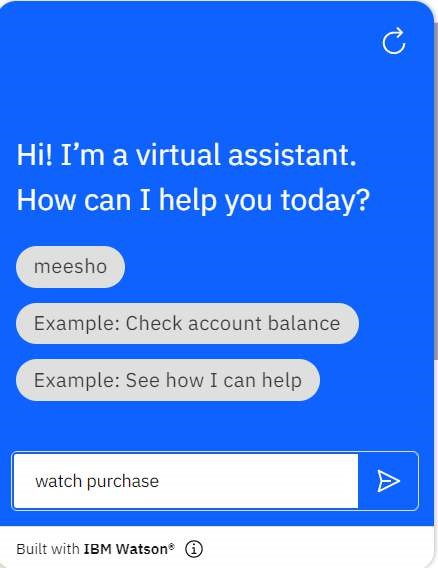 Hi! I’m a virtual assistant.
How can I help you today?
meesho
Example: Check account balance
Example: See how I can help
watch purchase
Built with IBM Watson®